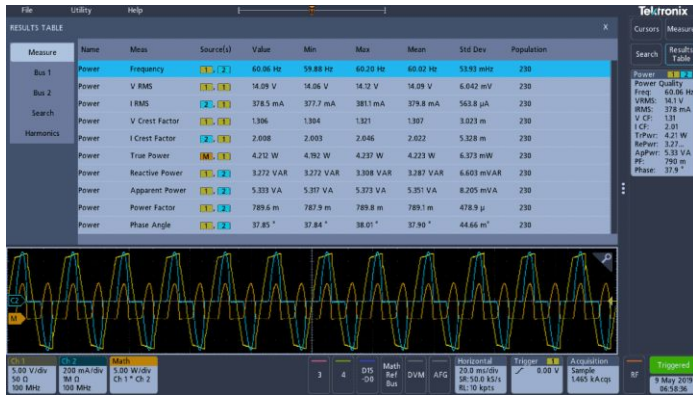 File Utility Help Tektronix
RESULTS TABLE X
Cursors Measure
Search Results Table
Measure
Bus 1
Bus 2
Search
Harmonics
Name Meas Source(s) Value Min Max Mean Std Dev Population
Power Frequency 1, 2 60.06 Hz 59.88 Hz 60.20 Hz 60.02 Hz 53.93 mHz 230
Power V RMS 1, 2 14.09 V 14.06 V 14.12 V 14.09 V 6.042 mV 230
Power I RMS 2, 1 378.5 mA 377.7 mA 381.1 mA 379.8 mA 563.8 µA 230
Power V Crest Factor 1, 2 1.306 1.304 1.321 1.307 3.023 m 230
Power I Crest Factor 2, 1 2.008 2.003 2.046 2.022 5.328 m 230
Power True Power M, 1 4.212 W 4.192 W 4.237 W 4.223 W 6.373 mW 230
Power Reactive Power 1, 2 3.272 VAR 3.272 VAR 3.308 VAR 3.287 VAR 6.603 mVAR 230
Power Apparent Power 1, 2 5.333 VA 5.317 VA 5.373 VA 5.351 VA 8.205 mVA 230
Power Power Factor 1, 2 789.6 m 787.9 m 789.8 m 789.1 m 478.9 µ 230
Power Phase Angle 1, 2 37.85 ° 37.84 ° 38.01 ° 37.90 ° 44.66 m° 230
Power 1 2
Power Quality
Freq: 60.06 Hz
VRMS: 14.1 V
IRMS: 378 mA
V CF: 1.31
I CF: 2.01
TrPwr: 4.21 W
RePwr: 3.27...
ApPwr: 5.33 VA
PF: 790 m
Phase: 37.9 °
C2
M
Ch 1
5.00 V/div
50 Ω
100 MHz
Ch 2
200 mA/div
1M Ω
100 MHz
Math
5.00 W/div
Ch 1 * Ch 2
3 4 D15 -D0
Math Ref Bus
DVM AFG
Horizontal
20.0 ms/div
SR: 50.0 kS/s
RL: 10 kpts
Trigger 1
0.00 V
Acquisition
Sample
1.465 kAcqs
RF
Triggered
9 May 2019
06:58:36